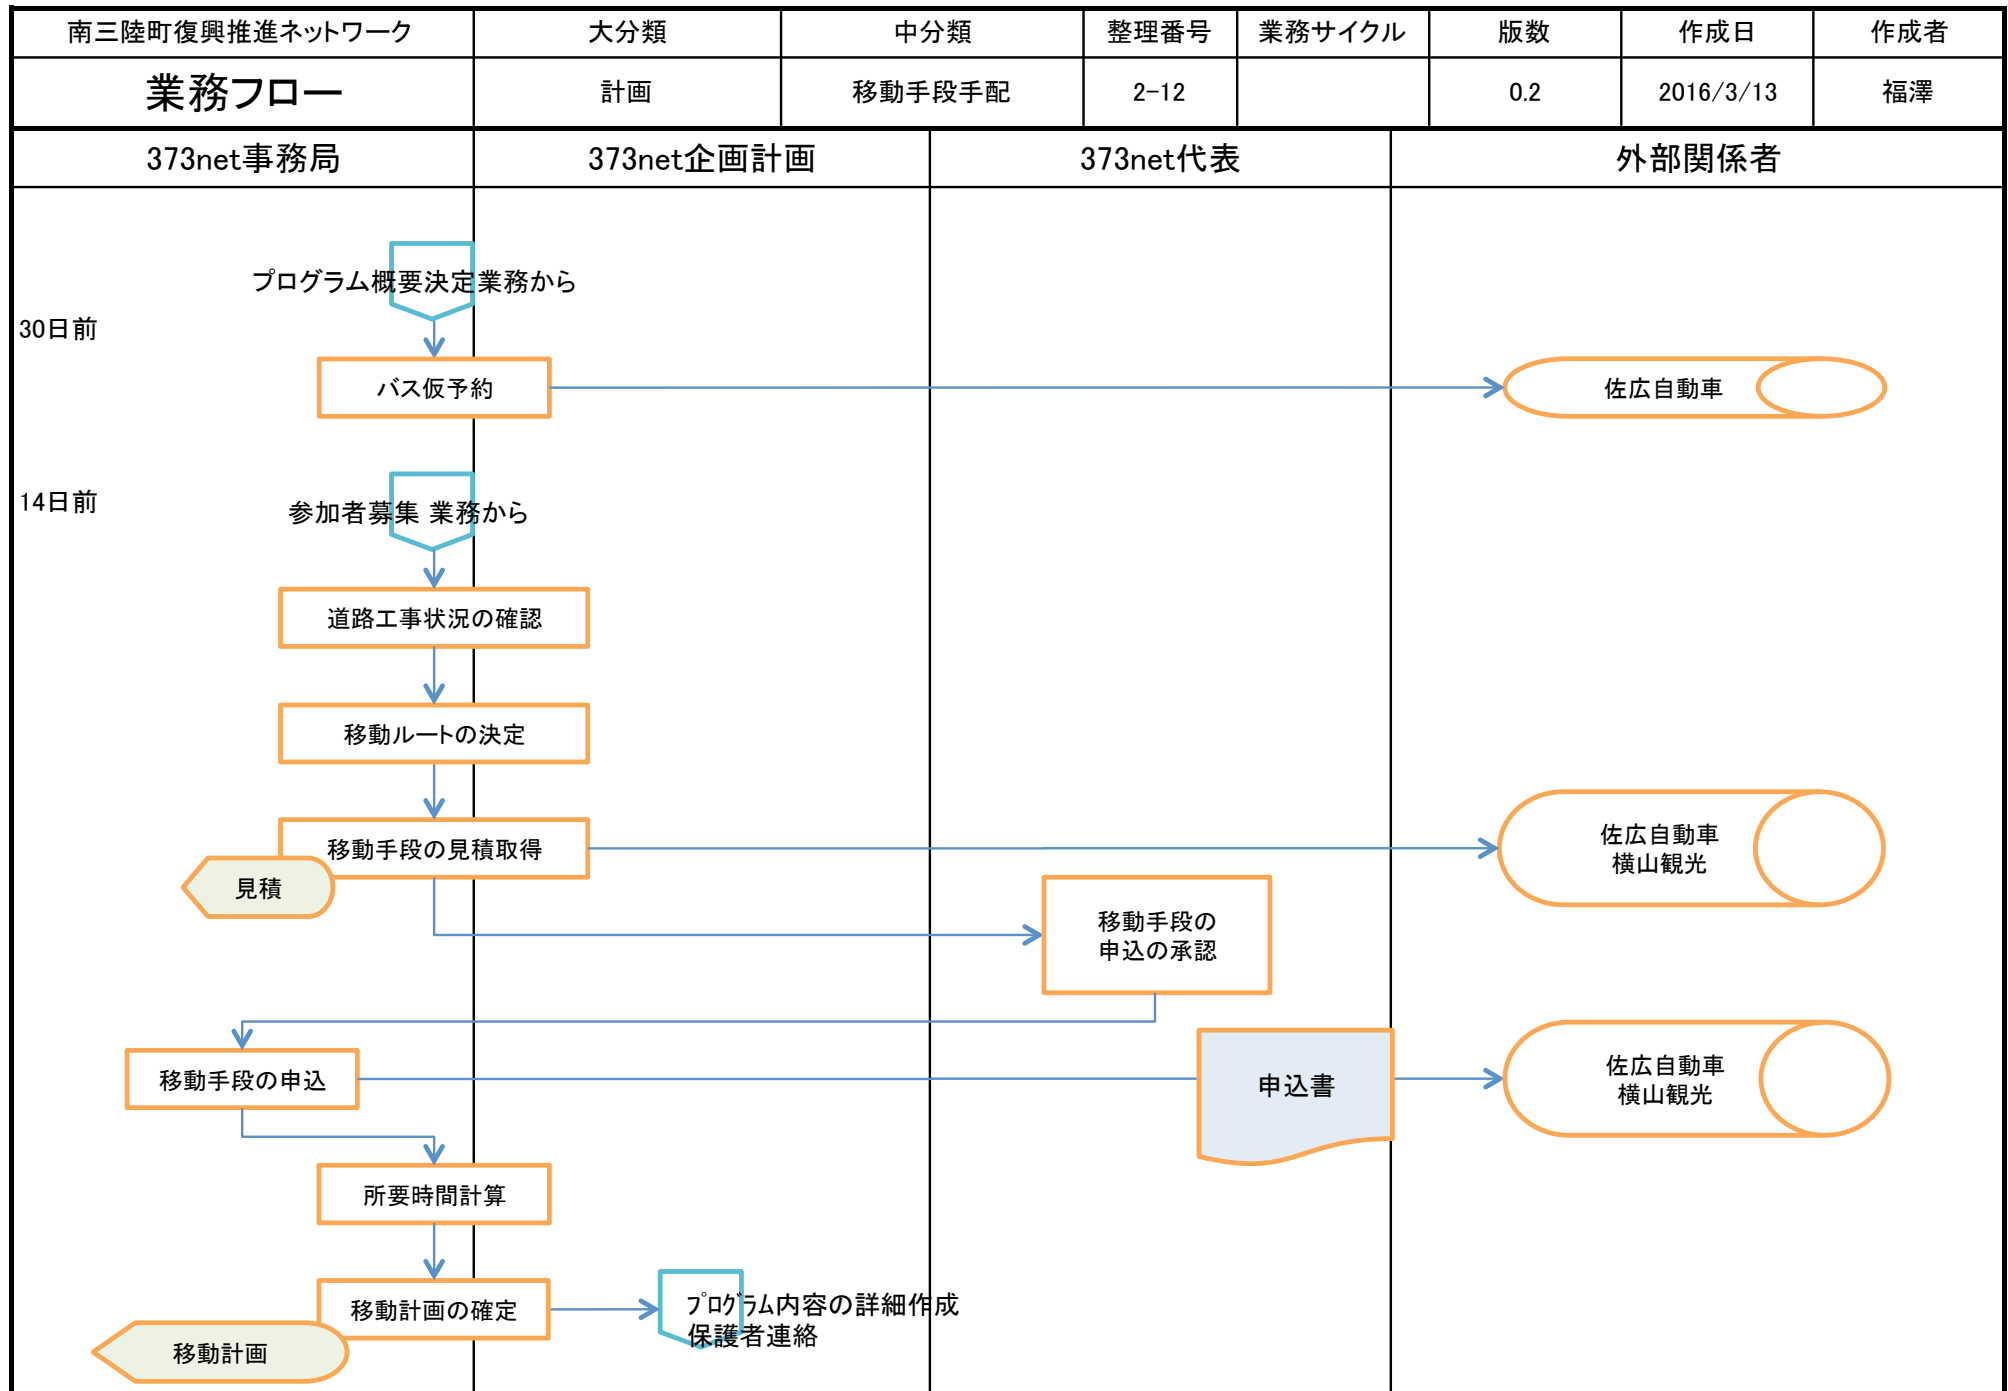 南三陸町復興推進ネットワーク 大分類 中分類 整理番号 業務サイクル 版数 作成日 作成者
業務フロー 計画 移動手段手配 2-12 0.2 2016/3/13 福澤
373net事務局 373net企画計画 373net代表 外部関係者
プログラム概要決定業務から
30日前
バス仮予約 佐広自動車
14日前
参加者募集 業務から
道路工事状況の確認
移動ルートの決定
移動手段の見積取得
佐広自動車
横山観光
見積
移動手段の
申込の承認
移動手段の申込
申込書
佐広自動車
横山観光
所要時間計算
移動計画の確定
プログラム内容の詳細作成
保護者連絡
移動計画